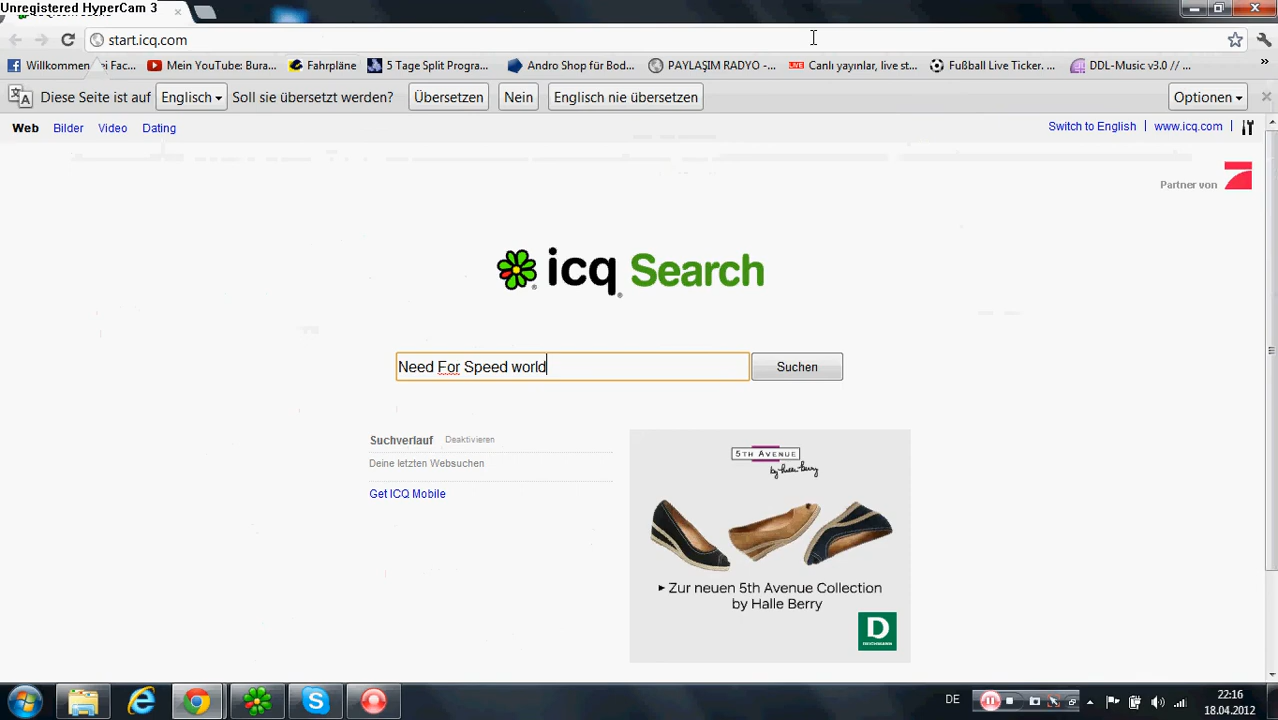 Unregistered HyperCam 3
start.icq.com
Willkommen bei Fac...
Mein YouTube: Bura...
Fahrpläne
5 Tage Split Progra...
Andro Shop für Bod...
PAYLAŞIM RADYO -...
LIVE Canlı yayınlar, live st...
Fußball Live Ticker. ...
DDL-Music v3.0 // ...
Diese Seite ist auf Englisch Soll sie übersetzt werden? Übersetzen Nein Englisch nie übersetzen Optionen
Web Bilder Video Dating
Switch to English | www.icq.com |
Partner von
icq Search
Need For Speed world
Suchen
Suchverlauf Deaktivieren
Deine letzten Websuchen
Get ICQ Mobile
5TH AVENUE
by Halle Berry
Zur neuen 5th Avenue Collection
by Halle Berry
D
DEICHMANN
DE
22:16
18.04.2012